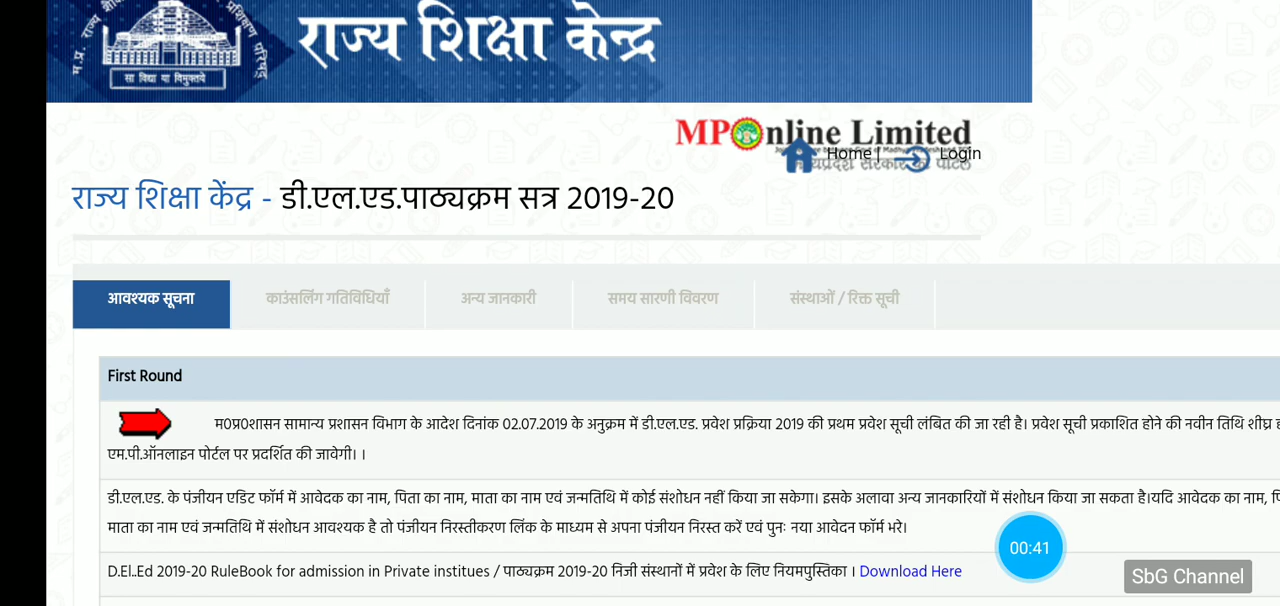 म.प्र. राज्य शै प्रशिक्षण परिषद
राज्य शिक्षा केन्द्र
सा विद्या या विमुक्तये
MPOnline Limited
Home | Login
राज्य शिक्षा केंद्र - डी.एल.एड.पाठ्यक्रम सत्र 2019-20
आवश्यक सूचना काउंसलिंग गतिविधियाँ अन्य जानकारी समय सारणी विवरण संस्थाओं / रिक्त सूची
First Round
म0प्र0शासन सामान्य प्रशासन विभाग के आदेश दिनांक 02.07.2019 के अनुक्रम में डी.एल.एड. प्रवेश प्रक्रिया 2019 की प्रथम प्रवेश सूची लंबित की जा रही है। प्रवेश सूची प्रकाशित होने की नवीन तिथि शीघ्र
एम.पी.ऑनलाइन पोर्टल पर प्रदर्शित की जावेगी। ।
डी.एल.एड. के पंजीयन एडिट फॉर्म में आवेदक का नाम, पिता का नाम, माता का नाम एवं जन्मतिथि में कोई संशोधन नहीं किया जा सकेगा। इसके अलावा अन्य जानकारियों में संशोधन किया जा सकता है।यदि आवेदक का नाम,
माता का नाम एवं जन्मतिथि में संशोधन आवश्यक है तो पंजीयन निरस्तीकरण लिंक के माध्यम से अपना पंजीयन निरस्त करें एवं पुनः नया आवेदन फॉर्म भरे।
00:41
D.El..Ed 2019-20 RuleBook for admission in Private institues / पाठ्यक्रम 2019-20 निजी संस्थानों में प्रवेश के लिए नियमपुस्तिका । Download Here
SbG Channel